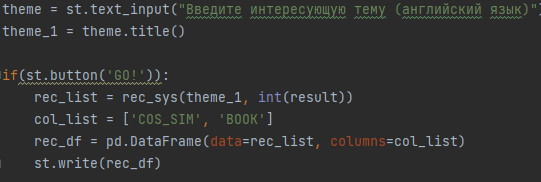 theme = st.text_input("Введите интересующую тему (английский язык)")
theme_1 = theme.title()
if(st.button('GO!')):
rec_list = rec_sys(theme_1, int(result))
col_list = ['COS_SIM', 'BOOK']
rec_df = pd.DataFrame(data=rec_list, columns=col_list)
st.write(rec_df)